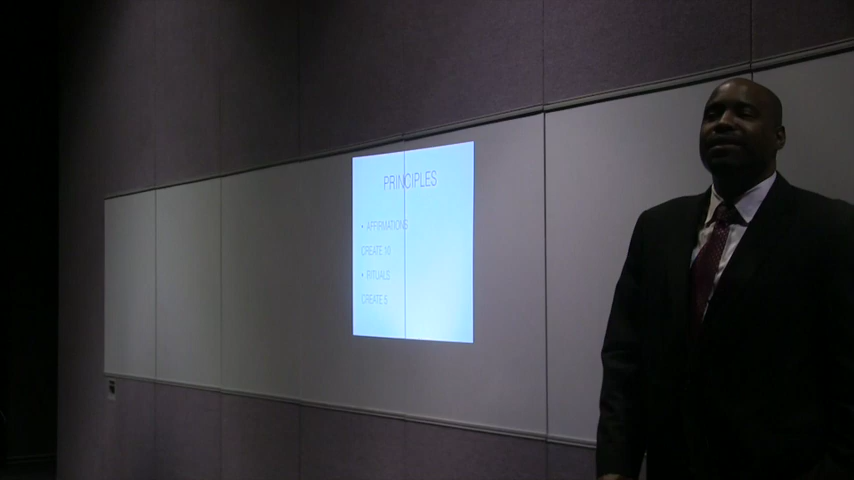 PRINCIPLES
• AFFIRMATIONS
CREATE 10
• RITUALS
CREATE 5